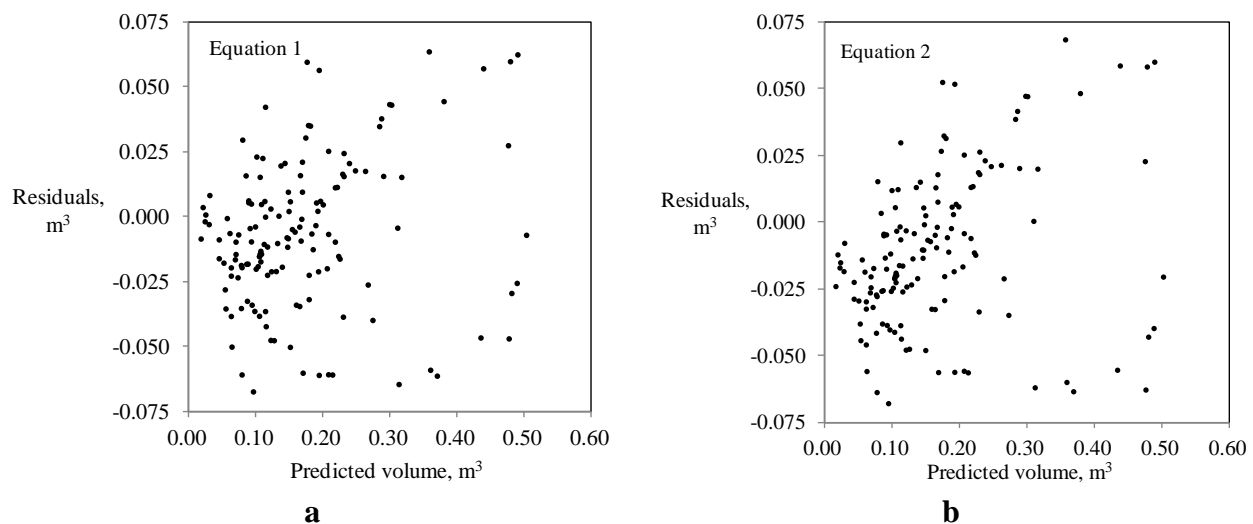 0.075
0.050
0.025
0.000
-0.025
-0.050
-0.075
Equation 1
Residuals,
m³
0.00 0.10 0.20 0.30 0.40 0.50 0.60
Predicted volume, m³
a
0.075
0.050
0.025
0.000
-0.025
-0.050
-0.075
Equation 2
Residuals,
m³
0.00 0.10 0.20 0.30 0.40 0.50 0.60
Predicted volume, m³
b